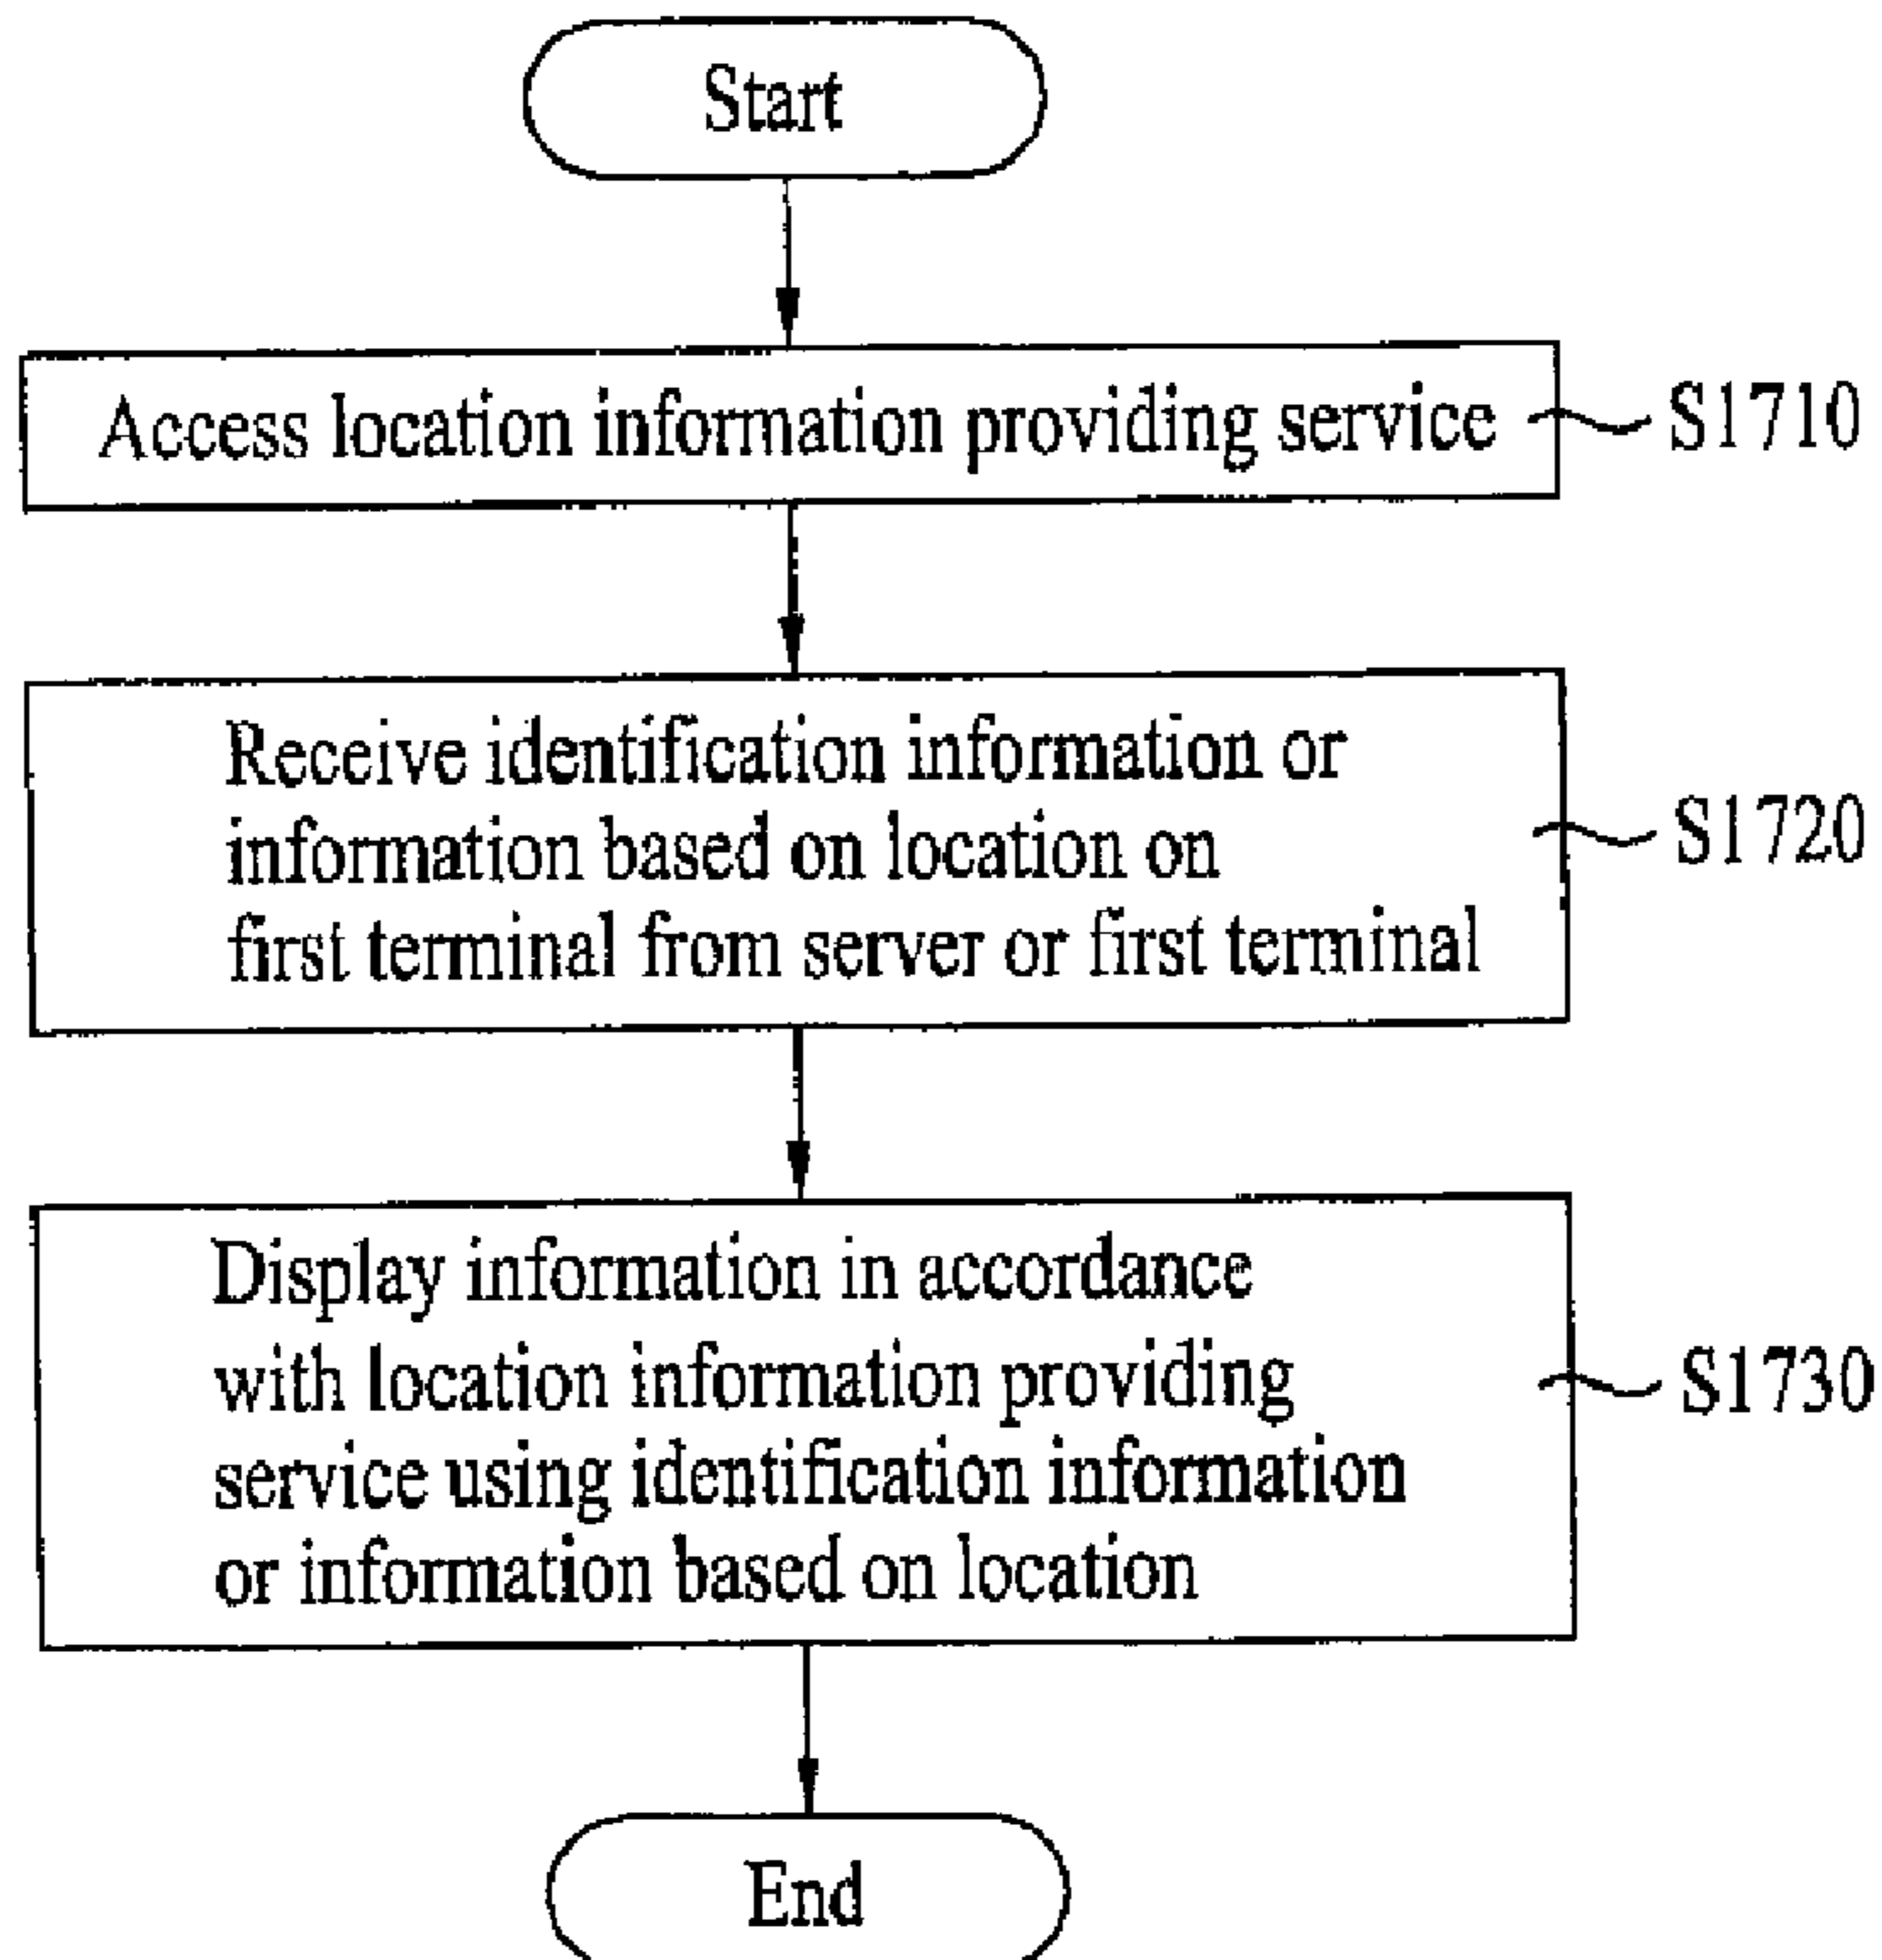 Start
Access location information providing service
S1710
Receive identification information or
information based on location on
first terminal from server or first terminal
S1720
Display information in accordance
with location information providing
service using identification information
or information based on location
S1730
End